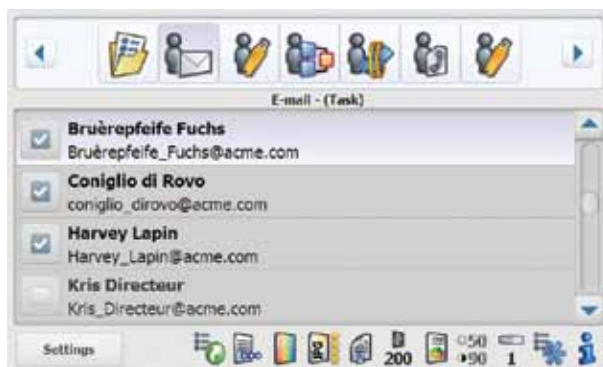 E-mail - (Task)
Bruèrepfeife Fuchs
Bruèrepfeife_Fuchs@acme.com
Coniglio di Rovo
coniglio_dirovo@acme.com
Harvey Lapin
Harvey_Lapin@acme.com
Kris Directeur
Kris_Directeur@acme.com
Settings
DOC
200
50
90
1